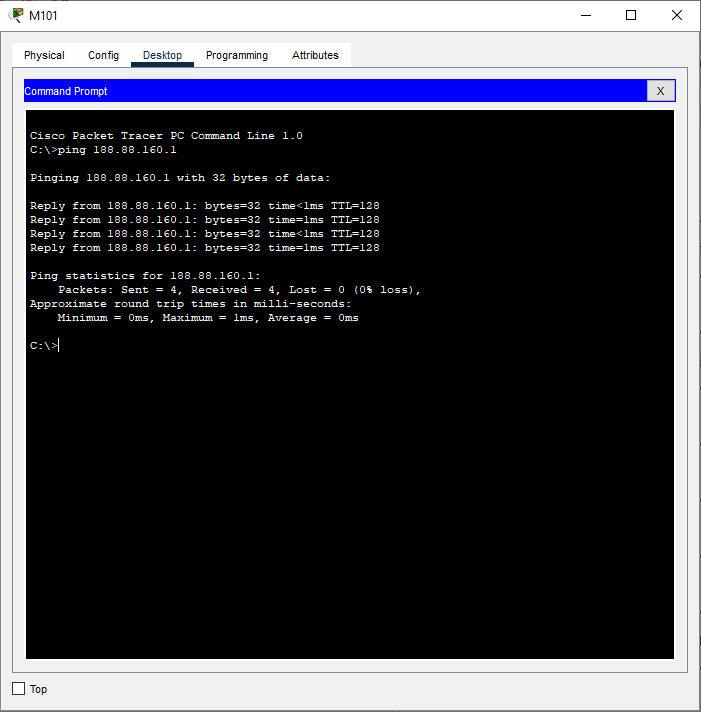 M101
Physical Config Desktop Programming Attributes
Command Prompt X
Cisco Packet Tracer PC Command Line 1.0
C:\>ping 188.88.160.1
Pinging 188.88.160.1 with 32 bytes of data:
Reply from 188.88.160.1: bytes=32 time<1ms TTL=128
Reply from 188.88.160.1: bytes=32 time=1ms TTL=128
Reply from 188.88.160.1: bytes=32 time<1ms TTL=128
Reply from 188.88.160.1: bytes=32 time=1ms TTL=128
Ping statistics for 188.88.160.1:
Packets: Sent = 4, Received = 4, Lost = 0 (0% loss),
Approximate round trip times in milli-seconds:
Minimum = 0ms, Maximum = 1ms, Average = 0ms
C:\>
Top